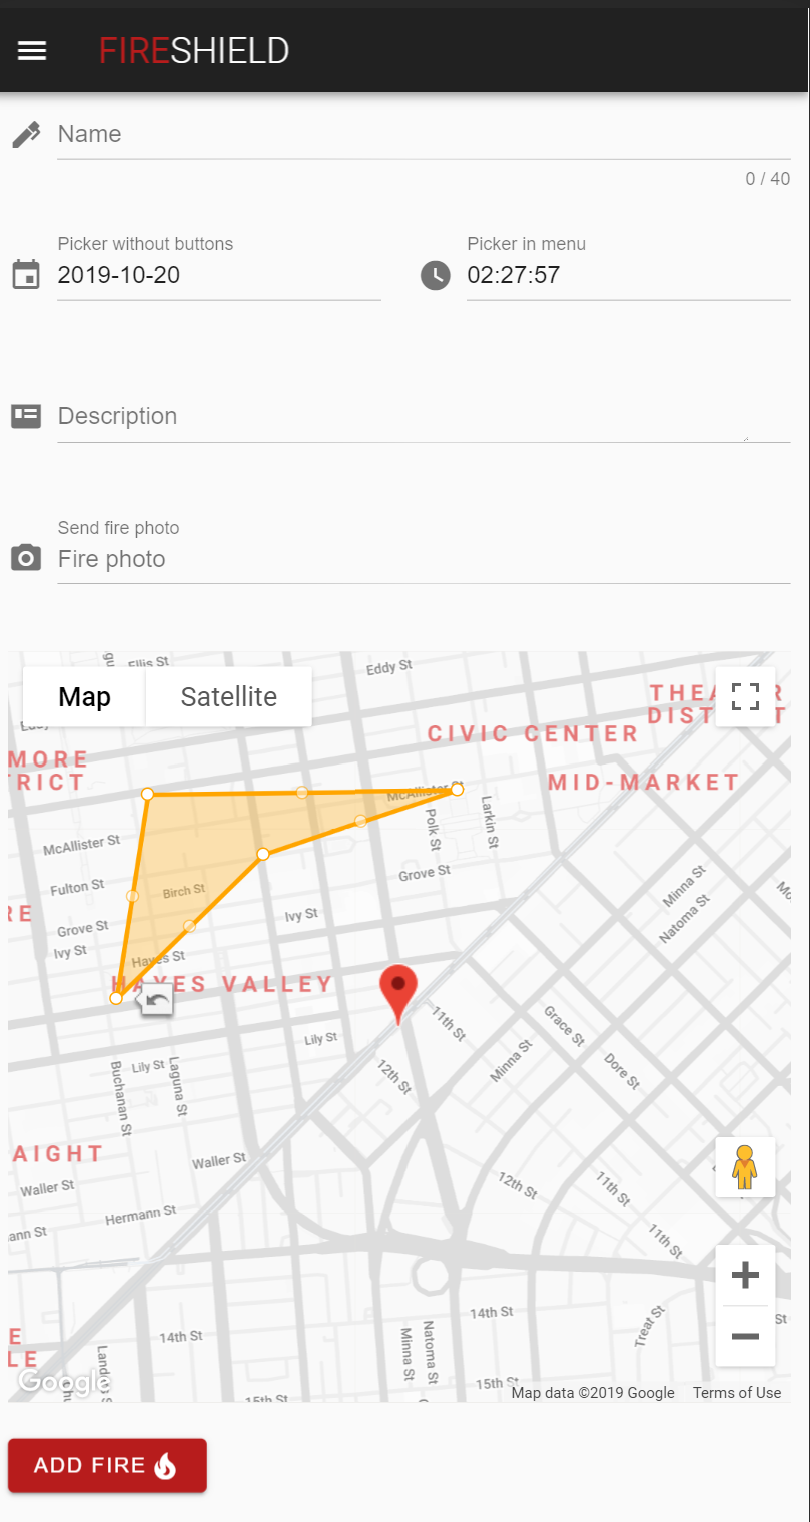 FIRESHIELD
Name
0 / 40
Picker without buttons
2019-10-20
Picker in menu
02:27:57
Description
Send fire photo
Fire photo
Ellis St
Eddy St
Map
Satellite
CIVIC CENTER
MORE
RICT
MID-MARKET
McAllister St
Polk St
Larkin St
McAllister St
Fulton St
Birch St
Grove St
Minna St
Natoma St
Ivy St
Grove St
Ivy St
Hayes St
HAYES VALLEY
11th St
Grace St
Lily St
Minna St
Dore St
12th St
Lily St
Laguna St
Buchanan St
AIGHT
Waller St
Waller St
12th St
11th St
Hermann St
ann St
11th St
14th St
14th St
Treat St
St
Minna St
Natoma St
15th St
15th St
Google
Map data ©2019 Google
Terms of Use
ADD FIRE